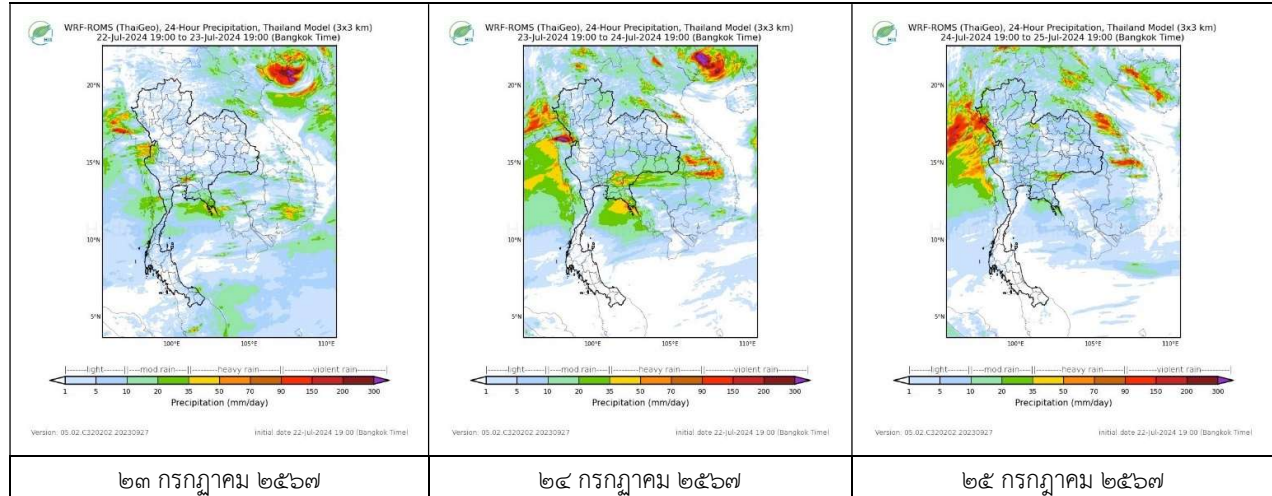 WRF-ROMS (ThaiGeo), 24-Hour Precipitation, Thailand Model (3x3 km)
22-Jul-2024 19:00 to 23-Jul-2024 19:00 (Bangkok Time)
20°N
15°N
10°N
5°N
100°E 105°E 110°E
light mod rain heavy rain violent rain
1 5 10 20 35 50 70 90 150 200 300
Precipitation (mm/day)
Version: 05.02.C320202 20230927 initial date 22-Jul-2024 19:00 (Bangkok Time)
๒๓ กรกฎาคม ๒๕๖๗
WRF-ROMS (ThaiGeo), 24-Hour Precipitation, Thailand Model (3x3 km)
23-Jul-2024 19:00 to 24-Jul-2024 19:00 (Bangkok Time)
20°N
15°N
10°N
5°N
100°E 105°E 110°E
light mod rain heavy rain violent rain
1 5 10 20 35 50 70 90 150 200 300
Precipitation (mm/day)
Version: 05.02.C320202 20230927 initial date 22-Jul-2024 19:00 (Bangkok Time)
๒๔ กรกฎาคม ๒๕๖๗
WRF-ROMS (ThaiGeo), 24-Hour Precipitation, Thailand Model (3x3 km)
24-Jul-2024 19:00 to 25-Jul-2024 19:00 (Bangkok Time)
20°N
15°N
10°N
5°N
100°E 105°E 110°E
light mod rain heavy rain violent rain
1 5 10 20 35 50 70 90 150 200 300
Precipitation (mm/day)
Version: 05.02.C320202 20230927 initial date 22-Jul-2024 19:00 (Bangkok Time)
๒๕ กรกฎาคม ๒๕๖๗